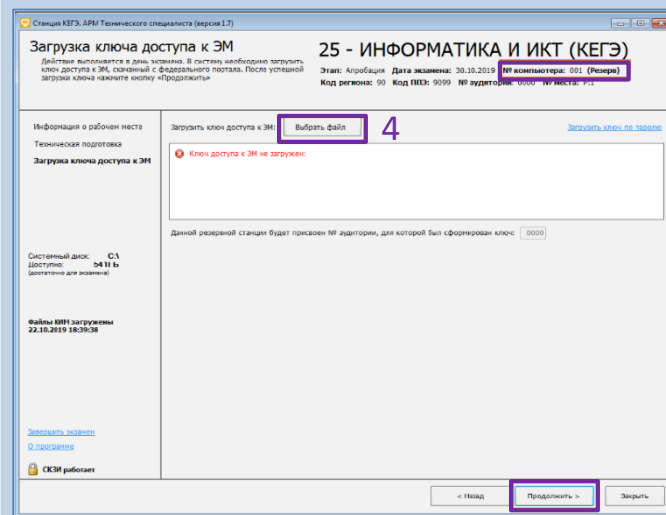 Станция КЕГЭ. АРМ Технического специалиста (версия 1.7)
Загрузка ключа доступа к ЭМ
Действие выполняется в день экзамена. В систему необходимо загрузить
ключ доступа к ЭМ, скачанный с федерального портала. После успешной
загрузки ключа нажмите кнопку «Продолжить»
25 - ИНФОРМАТИКА И ИКТ (КЕГЭ)
Этап: Апробация Дата экзамена: 30.10.2019 № компьютера: 001 (Резерв)
Код региона: 90 Код ППЭ: 9099 № аудитории: 0000 № места: Р.1
Информация о рабочем месте
Техническая подготовка
Загрузка ключа доступа к ЭМ
Загрузить ключ доступа к ЭМ:
Выбрать файл
4
Загрузить ключ по паролю
Ключ доступа к ЭМ не загружен:
Данной резервной станции будет присвоен № аудитории, для которой был сформирован ключ: 0000
Системный диск: C:\
Доступно: 541ГБ
(достаточно для экзамена)
Файлы КИМ загружены
22.10.2019 18:39:38
Завершить экзамен
О программе
СКЗИ работает
< Назад
Продолжить >
Закрыть